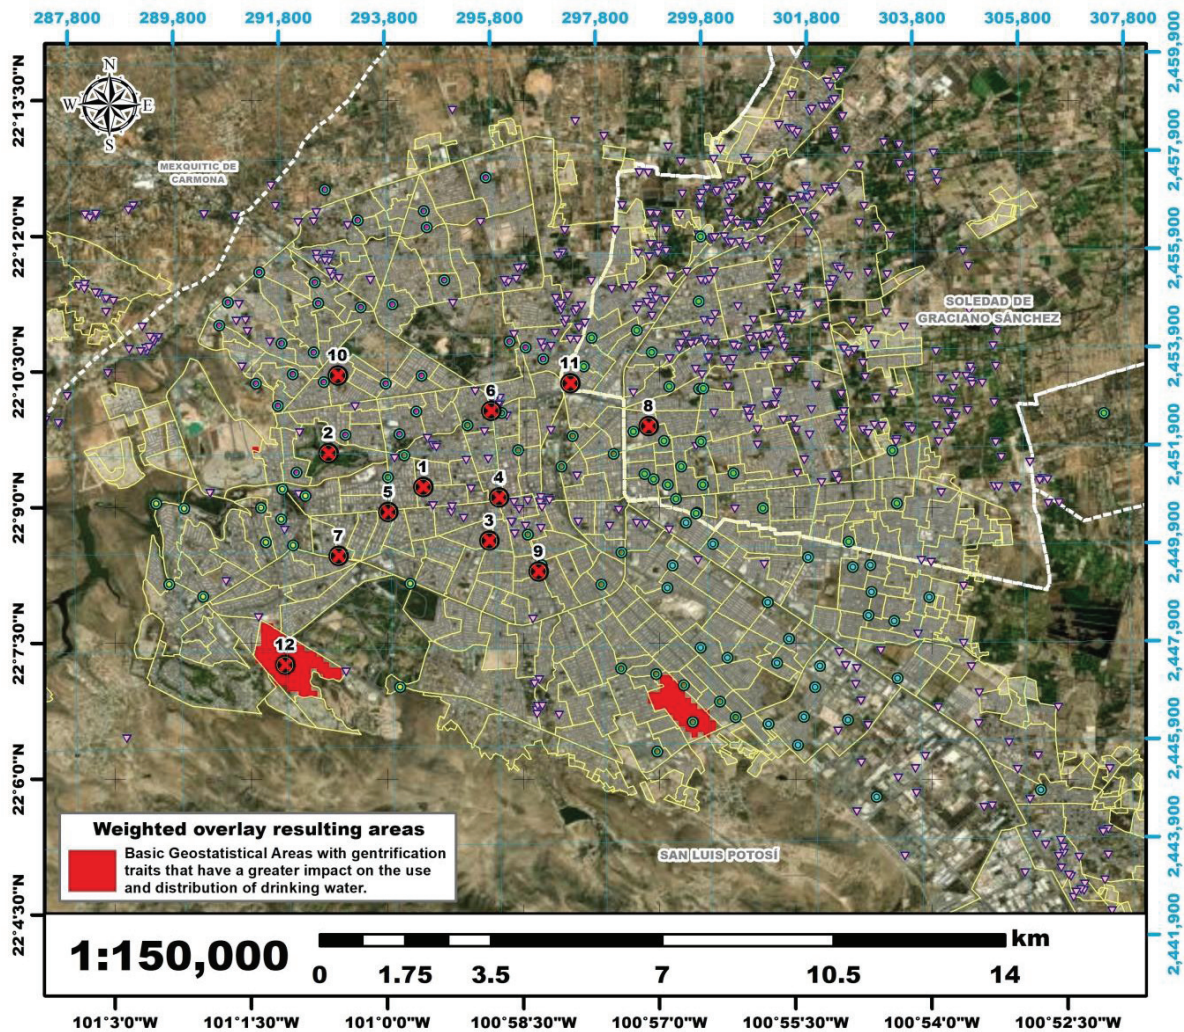 287,800 289,800 291,800 293,800 295,800 297,800 299,800 301,800 303,800 305,800 307,800
N
W E
S
MEXQUITIC DE
CARMONA
SOLEDAD DE
GRACIANO SÁNCHEZ
10
11
6
8
2
1
4
5
3
7
9
12
SAN LUIS POTOSÍ
22°13'30"N
22°12'0"N
22°10'30"N
22°9'0"N
22°7'30"N
22°6'0"N
22°4'30"N
2,459,900
2,457,900
2,455,900
2,453,900
2,451,900
2,449,900
2,447,900
2,445,900
2,443,900
2,441,900
Weighted overlay resulting areas
Basic Geostatistical Areas with gentrification
traits that have a greater impact on the use
and distribution of drinking water.
1:150,000
km
0 1.75 3.5 7 10.5 14
101°3'0"W 101°1'30"W 101°0'0"W 100°58'30"W 100°57'0"W 100°55'30"W 100°54'0"W 100°52'30"W